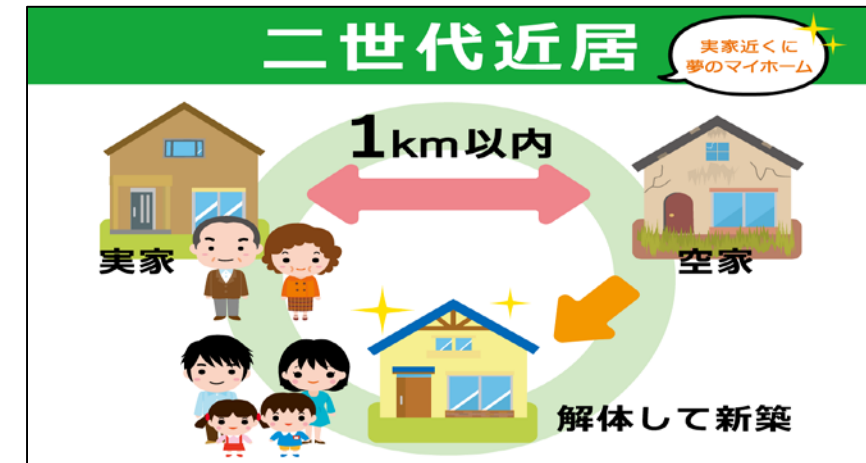 二世代近居
実家近くに
夢のマイホーム
1km以内
実家
空家
解体して新築